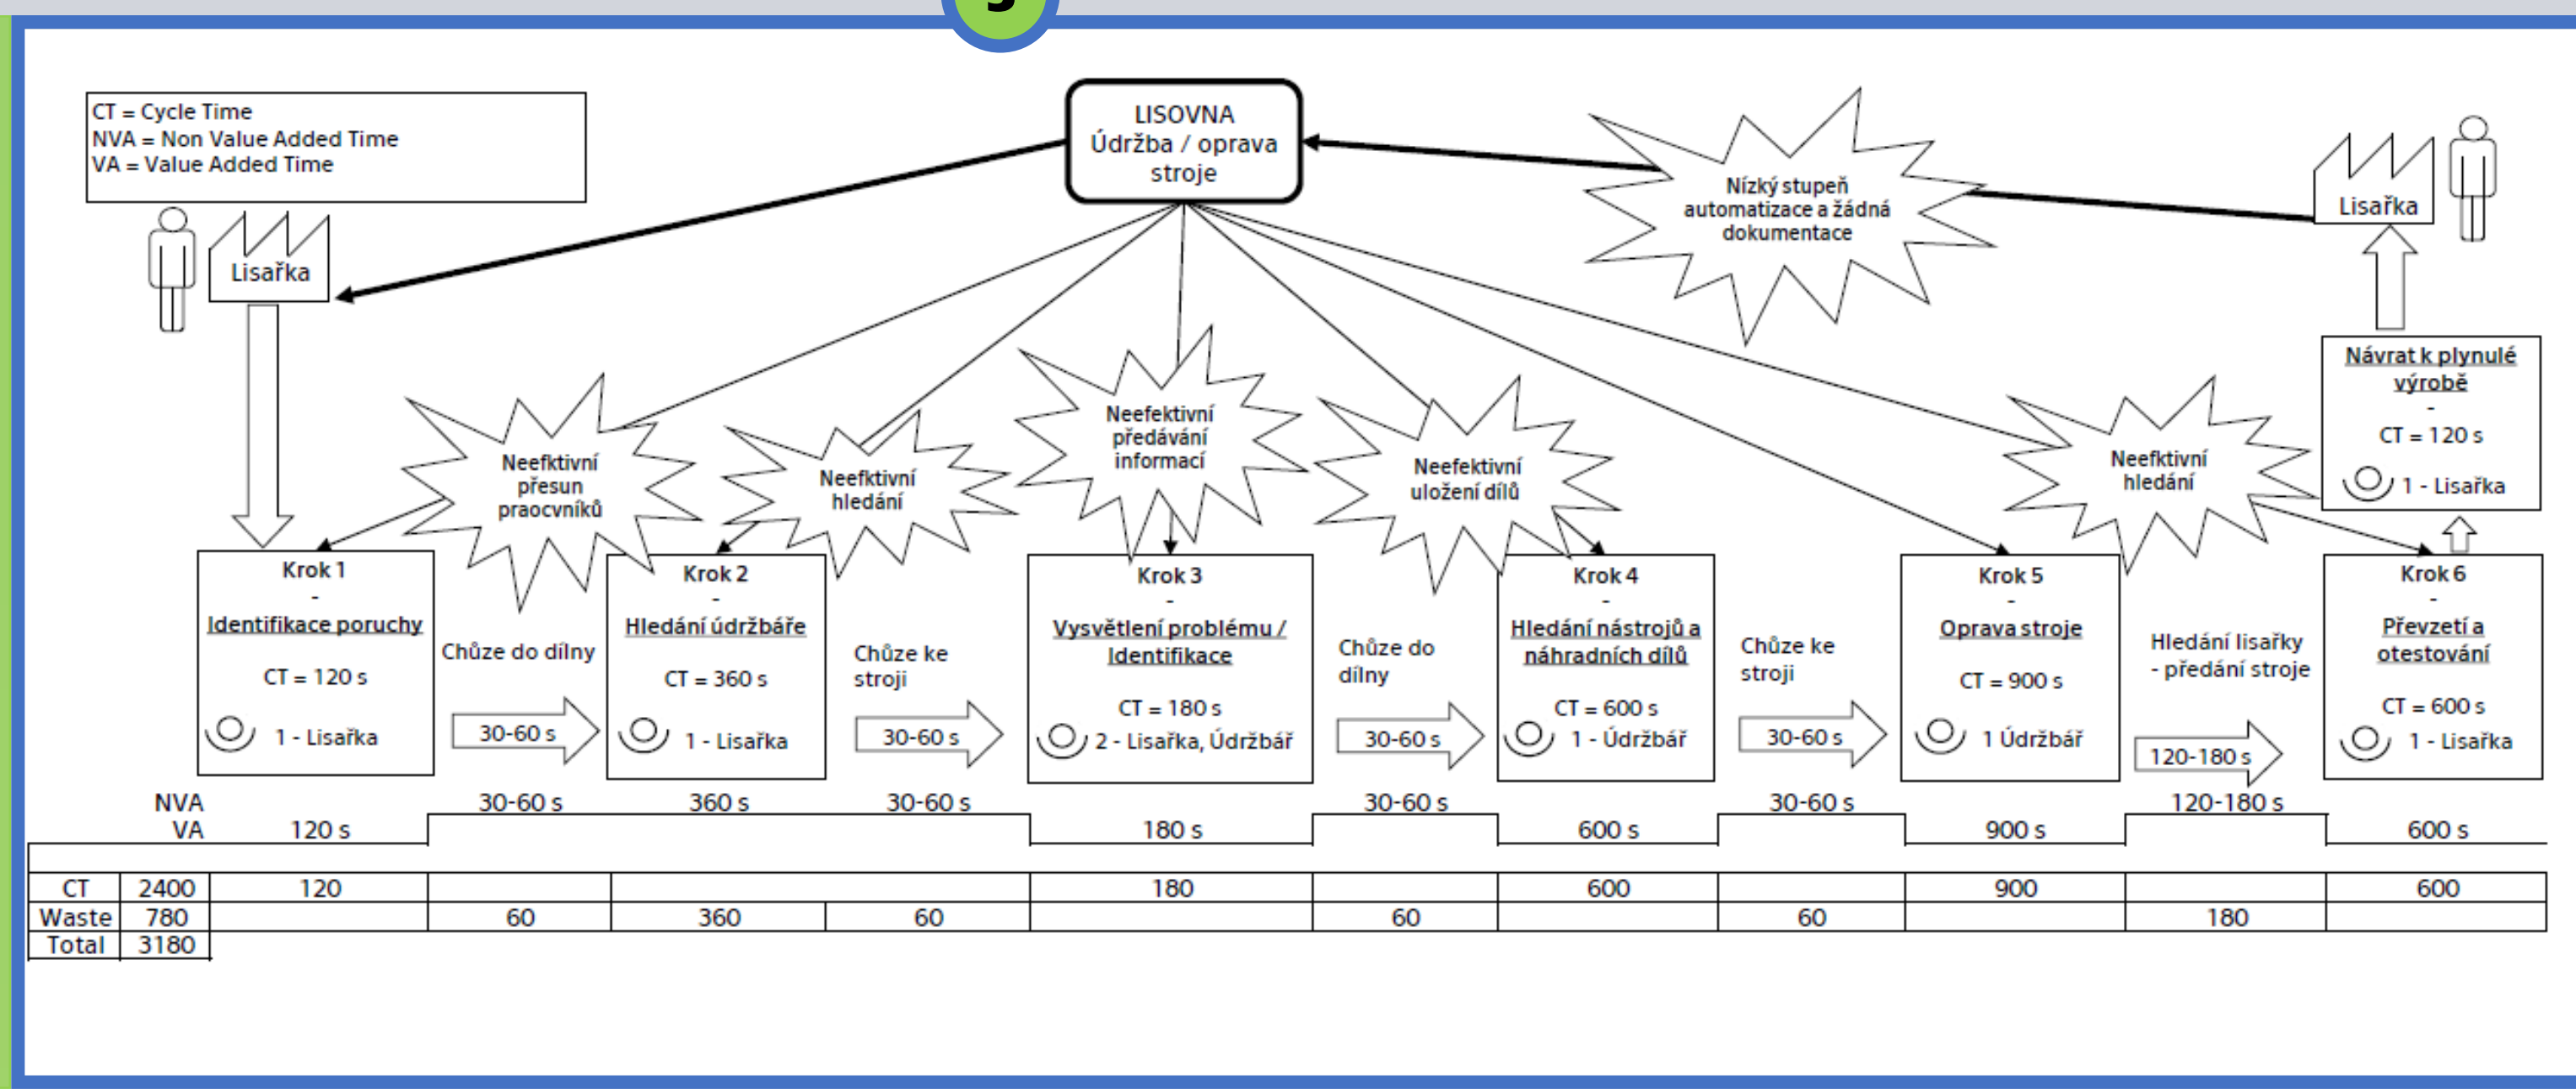 CT = Cycle Time
NVA = Non Value Added Time
VA = Value Added Time
LISOVNA
Údržba / oprava
stroje
Nízký stupeň
automatizace a žádná
dokumentace
Lisařka
Lisařka
Návrat k plynulé
výrobě
-
CT = 120 s
1 - Lisařka
Neefktivní
přesun
praocvníků
Neefktivní
hledání
Neefektivní
předávání
informací
Neefektivní
uložení dílů
Neefktivní
hledání
Krok 1
-
Identifikace poruchy
CT = 120 s
1 - Lisařka
Chůze do dílny
30-60 s
Krok 2
-
Hledání údržbáře
CT = 360 s
1 - Lisařka
Chůze ke
stroji
30-60 s
Krok 3
-
Vysvětlení problému /
Identifikace
CT = 180 s
2 - Lisařka, Údržbář
Chůze do
dílny
30-60 s
Krok 4
-
Hledání nástrojů a
náhradních dílů
CT = 600 s
1 - Údržbář
Chůze ke
stroji
30-60 s
Krok 5
-
Oprava stroje
CT = 900 s
1 Údržbář
Hledání lisařky
- předání stroje
120-180 s
Krok 6
-
Převzetí a
otestování
CT = 600 s
1 - Lisařka
NVA 30-60 s 360 s 30-60 s 30-60 s 30-60 s 120-180 s
VA 120 s 180 s 600 s 900 s 600 s
CT 2400 120 180 600 900 600
Waste 780 60 360 60 60 60 180
Total 3180